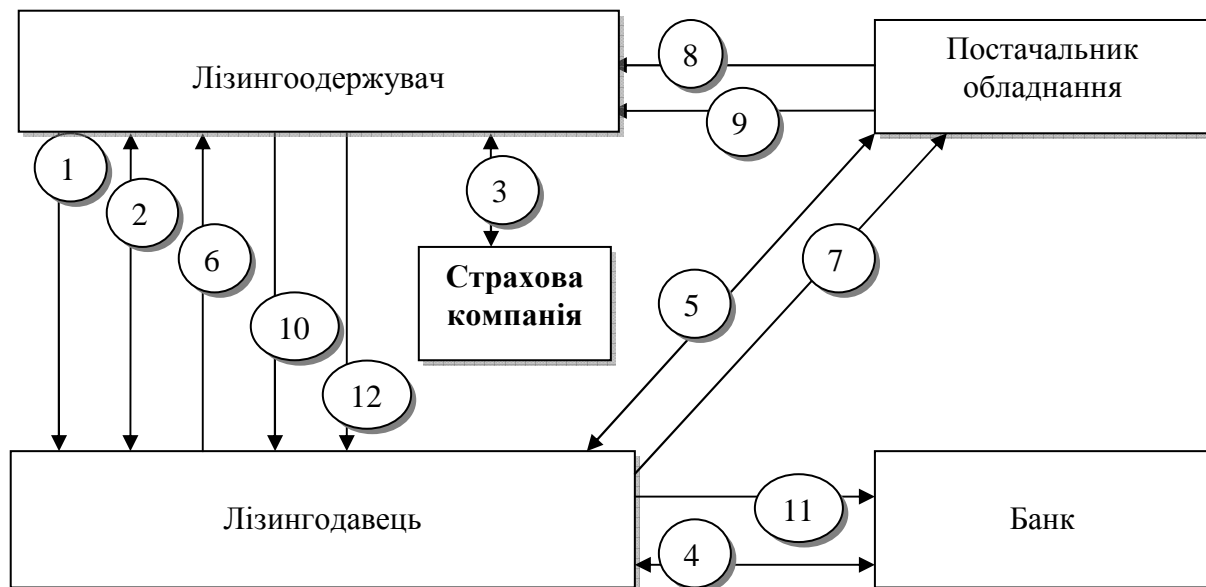 Лізингоодержувач
8
Постачальник
обладнання
9
1
2
3
6
Страхова
компанія
7
5
10
12
Лізингодавець
11
Банк
4